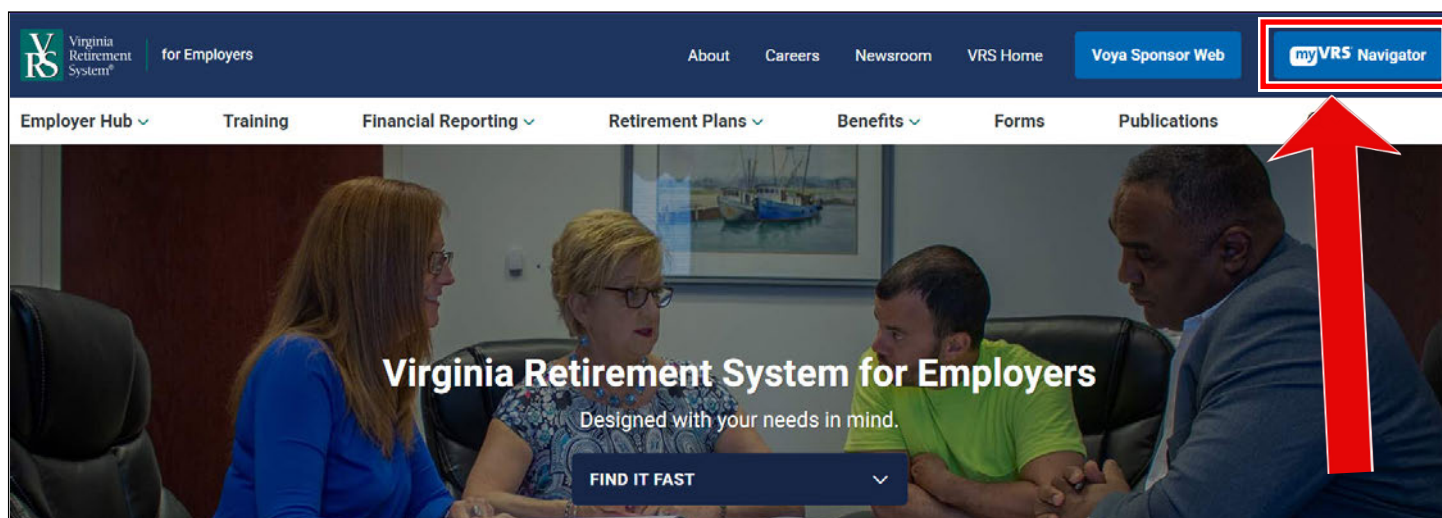 Virginia
Retirement
System®
VRS
for Employers
About Careers Newsroom VRS Home Voya Sponsor Web myVRS Navigator
Employer Hub Training Financial Reporting Retirement Plans Benefits Forms Publications
Virginia Retirement System for Employers
Designed with your needs in mind.
FIND IT FAST